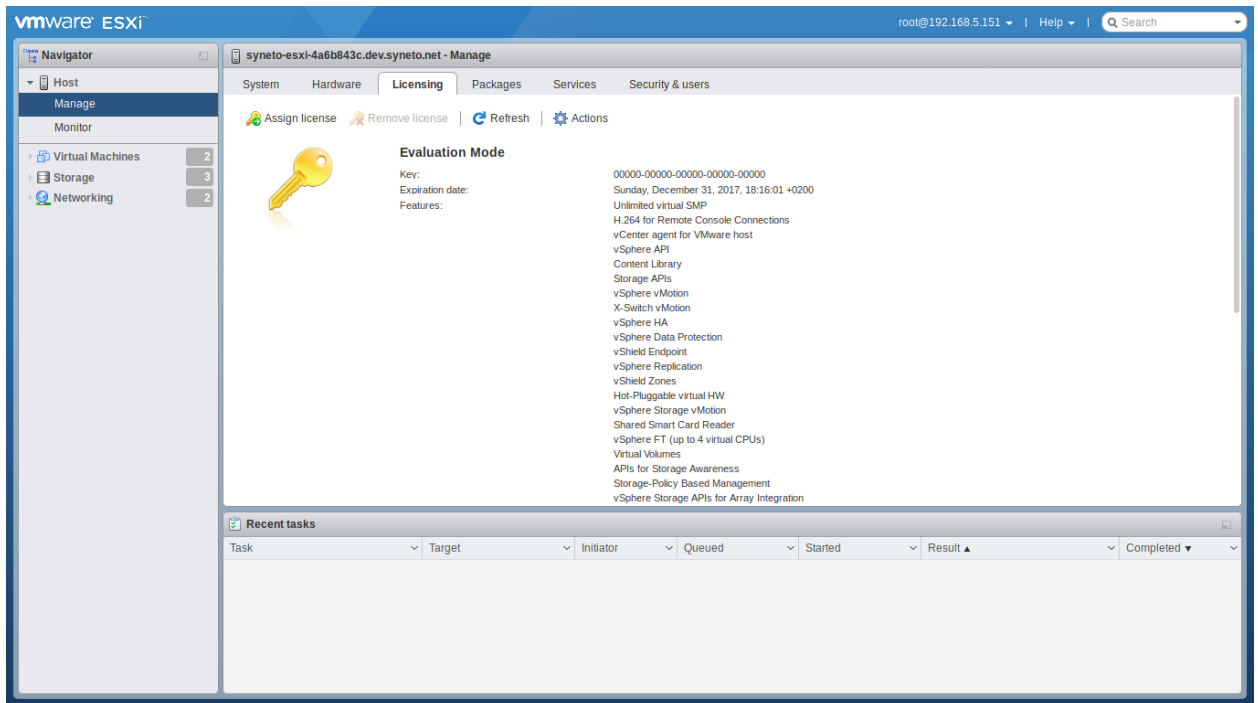 vmware ESXi
root@192.168.5.151 | Help | Search
Navigator
Host
Manage
Monitor
Virtual Machines 2
Storage 3
Networking 2
syneto-esxi-4a6b843c.dev.syneto.net - Manage
System Hardware Licensing Packages Services Security & users
Assign license Remove license | Refresh | Actions
Evaluation Mode
Key: 00000-00000-00000-00000-00000
Expiration date: Sunday, December 31, 2017, 18:16:01 +0200
Features: Unlimited virtual SMP
H.264 for Remote Console Connections
vCenter agent for VMware host
vSphere API
Content Library
Storage APIs
vSphere vMotion
X-Switch vMotion
vSphere HA
vSphere Data Protection
vShield Endpoint
vSphere Replication
vShield Zones
Hot-Pluggable virtual HW
vSphere Storage vMotion
Shared Smart Card Reader
vSphere FT (up to 4 virtual CPUs)
Virtual Volumes
APIs for Storage Awareness
Storage-Policy Based Management
vSphere Storage APIs for Array Integration
Recent tasks
Task Target Initiator Queued Started Result ▲ Completed ▼